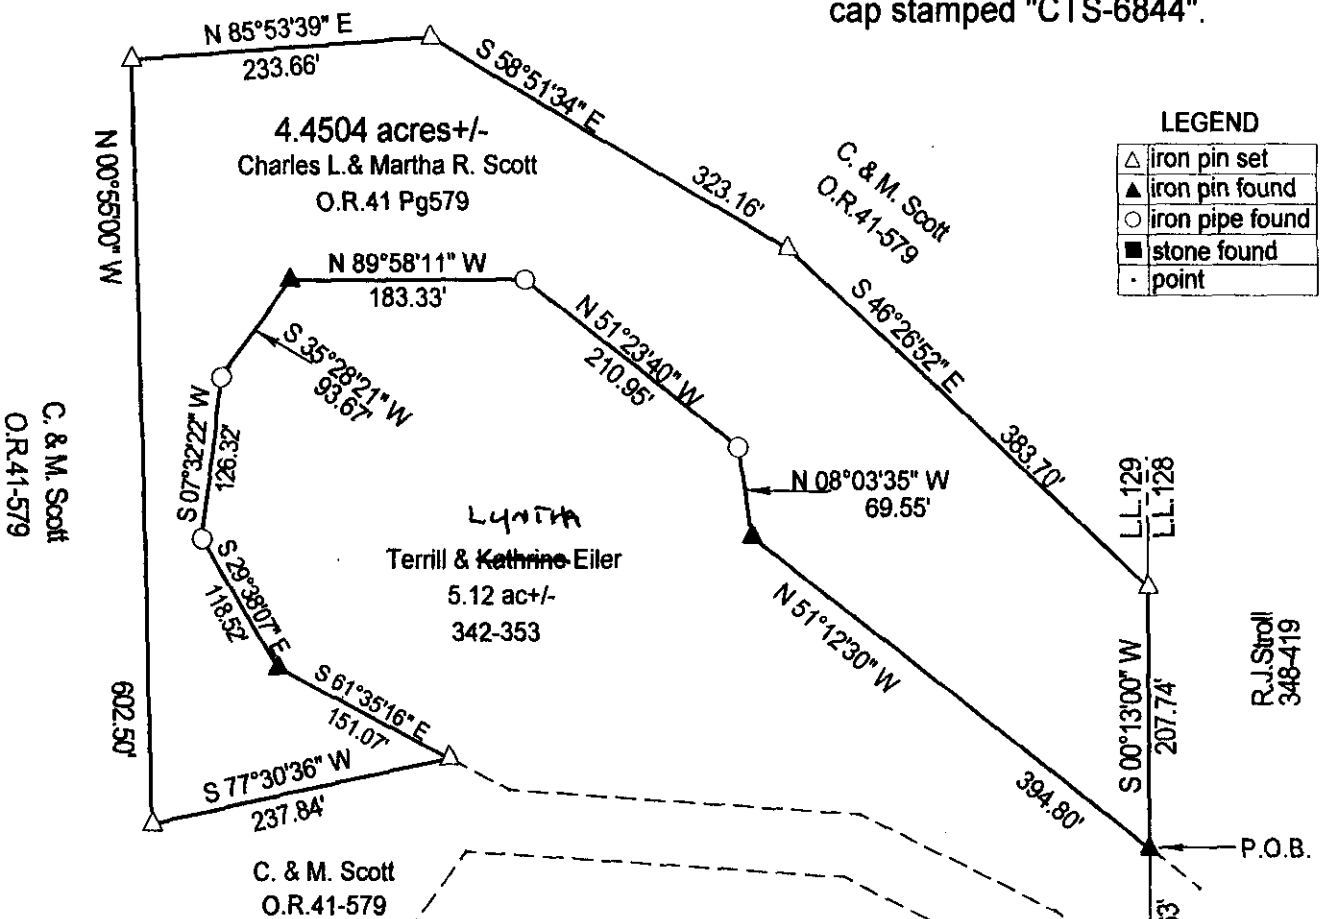 cap stamped "CTS-6844".
N 85°53'39" E
233.66'
S 58°51'34" E
323.16'
4.4504 acres+/-
Charles L.& Martha R. Scott
O.R.41 Pg579
LEGEND
iron pin set
iron pin found
iron pipe found
stone found
point
C. & M. Scott
O.R.41-579
N 00°55'00" W
602.50'
N 89°58'11" W
183.33'
S 35°28'21" W
93.67'
N 51°23'40" W
210.95'
S 46°26'52" E
383.70'
C. & M. Scott
O.R.41-579
S 07°32'22" W
126.32'
N 08°03'35" W
69.55'
L.L.129
L.L.128
LYNTHA
Terrill & Kathrine Eiler
5.12 ac+/-
342-353
S 29°38'07" E
118.52'
N 51°12'30" W
394.80'
S 00°13'00" W
207.74'
R.J.Stroll
348-419
S 61°35'16" E
151.07'
S 77°30'36" W
237.84'
P.O.B.
C. & M. Scott
O.R.41-579